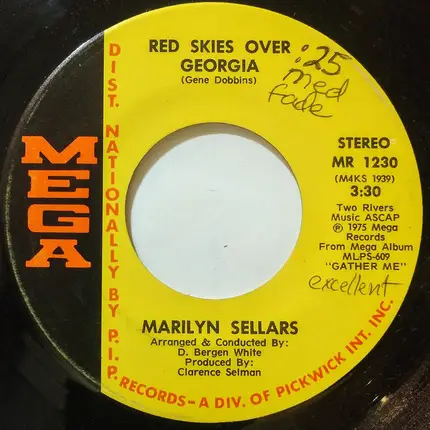 RED SKIES OVER
GEORGIA
(Gene Dobbins)
:25
med
fade
MEGA
DIST. NATIONALLY BY P.I.P. RECORDS-A DIV. OF PICKWICK INT. INC.
STEREO
MR 1230
(M4KS 1939)
3:30
Two Rivers
Music ASCAP
℗ 1975 Mega
Records
From Mega Album
MLPS-609
"GATHER ME"
excellent
MARILYN SELLARS
Arranged & Conducted By:
D. Bergen White
Produced By:
Clarence Selman